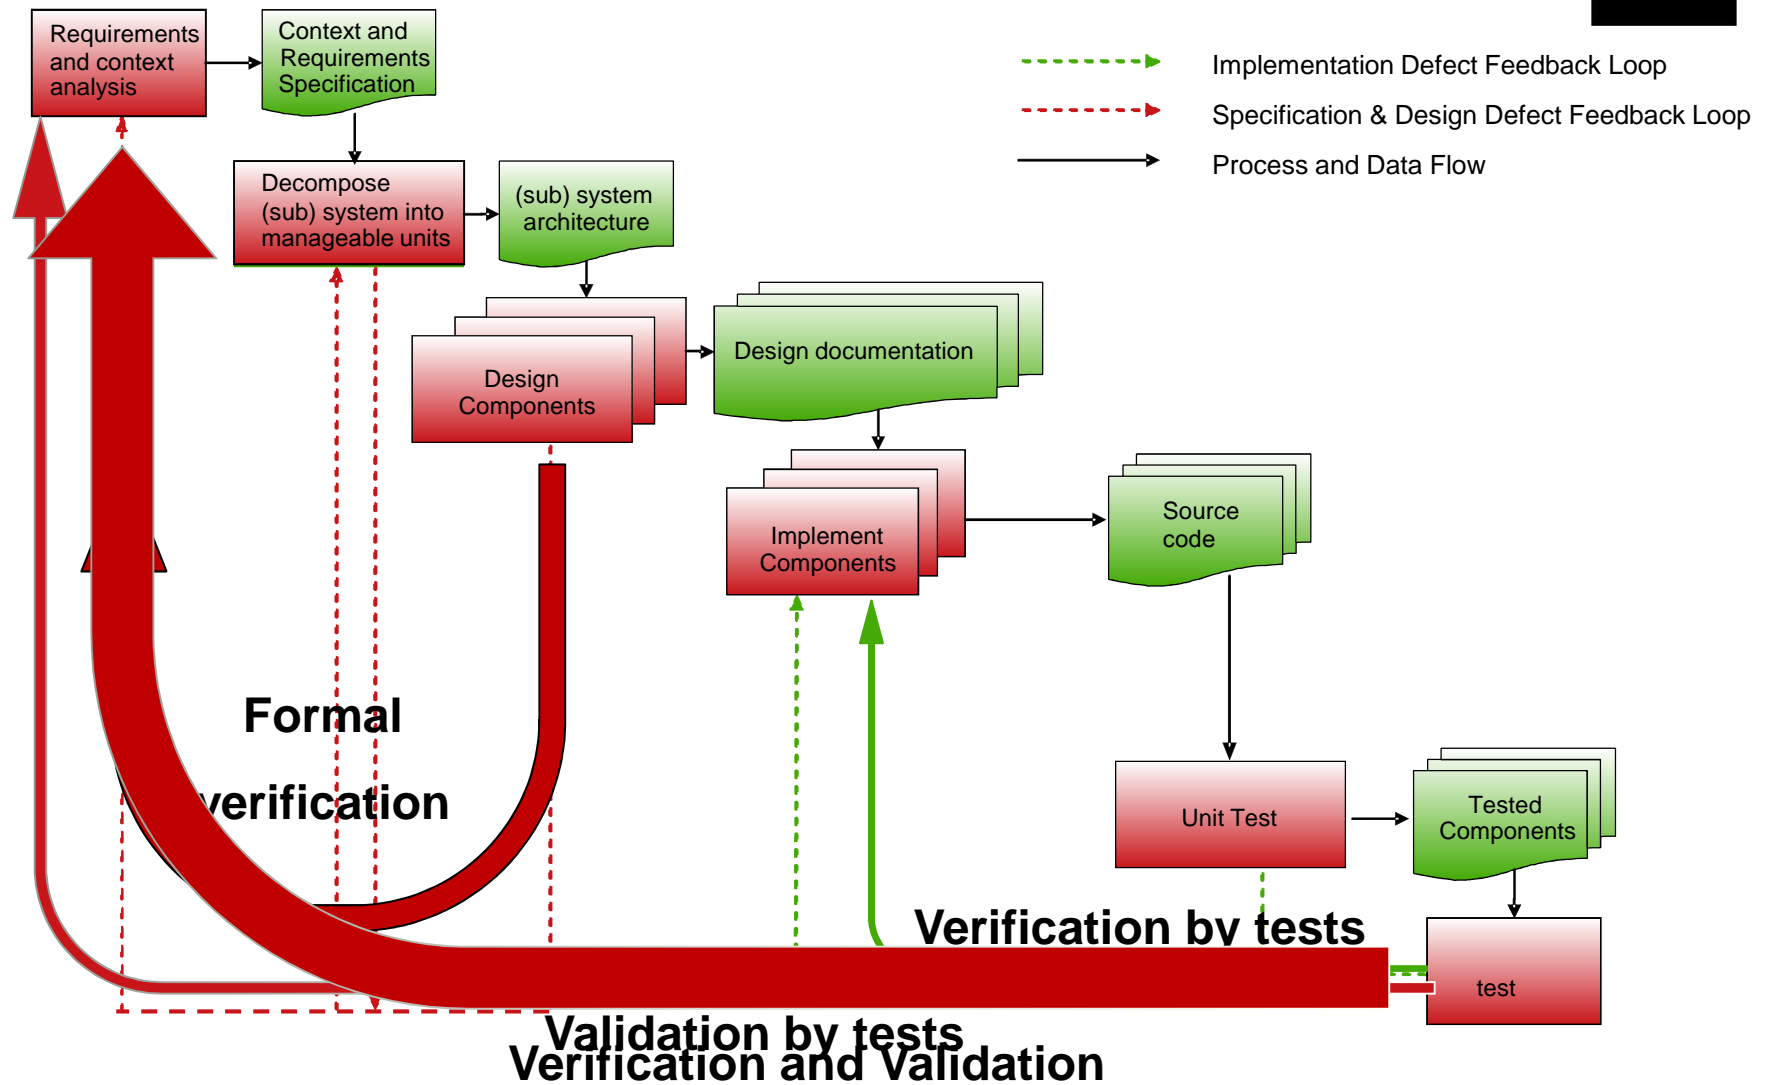 Requirements
and context
analysis
Context and
Requirements
Specification
Implementation Defect Feedback Loop
Specification & Design Defect Feedback Loop
Process and Data Flow
Decompose
(sub) system into
manageable units
(sub) system
architecture
Design
Components
Design documentation
Implement
Components
Source
code
Formal
verification
Unit Test
Tested
Components
Verification by tests
test
Validation by tests
Verification and Validation